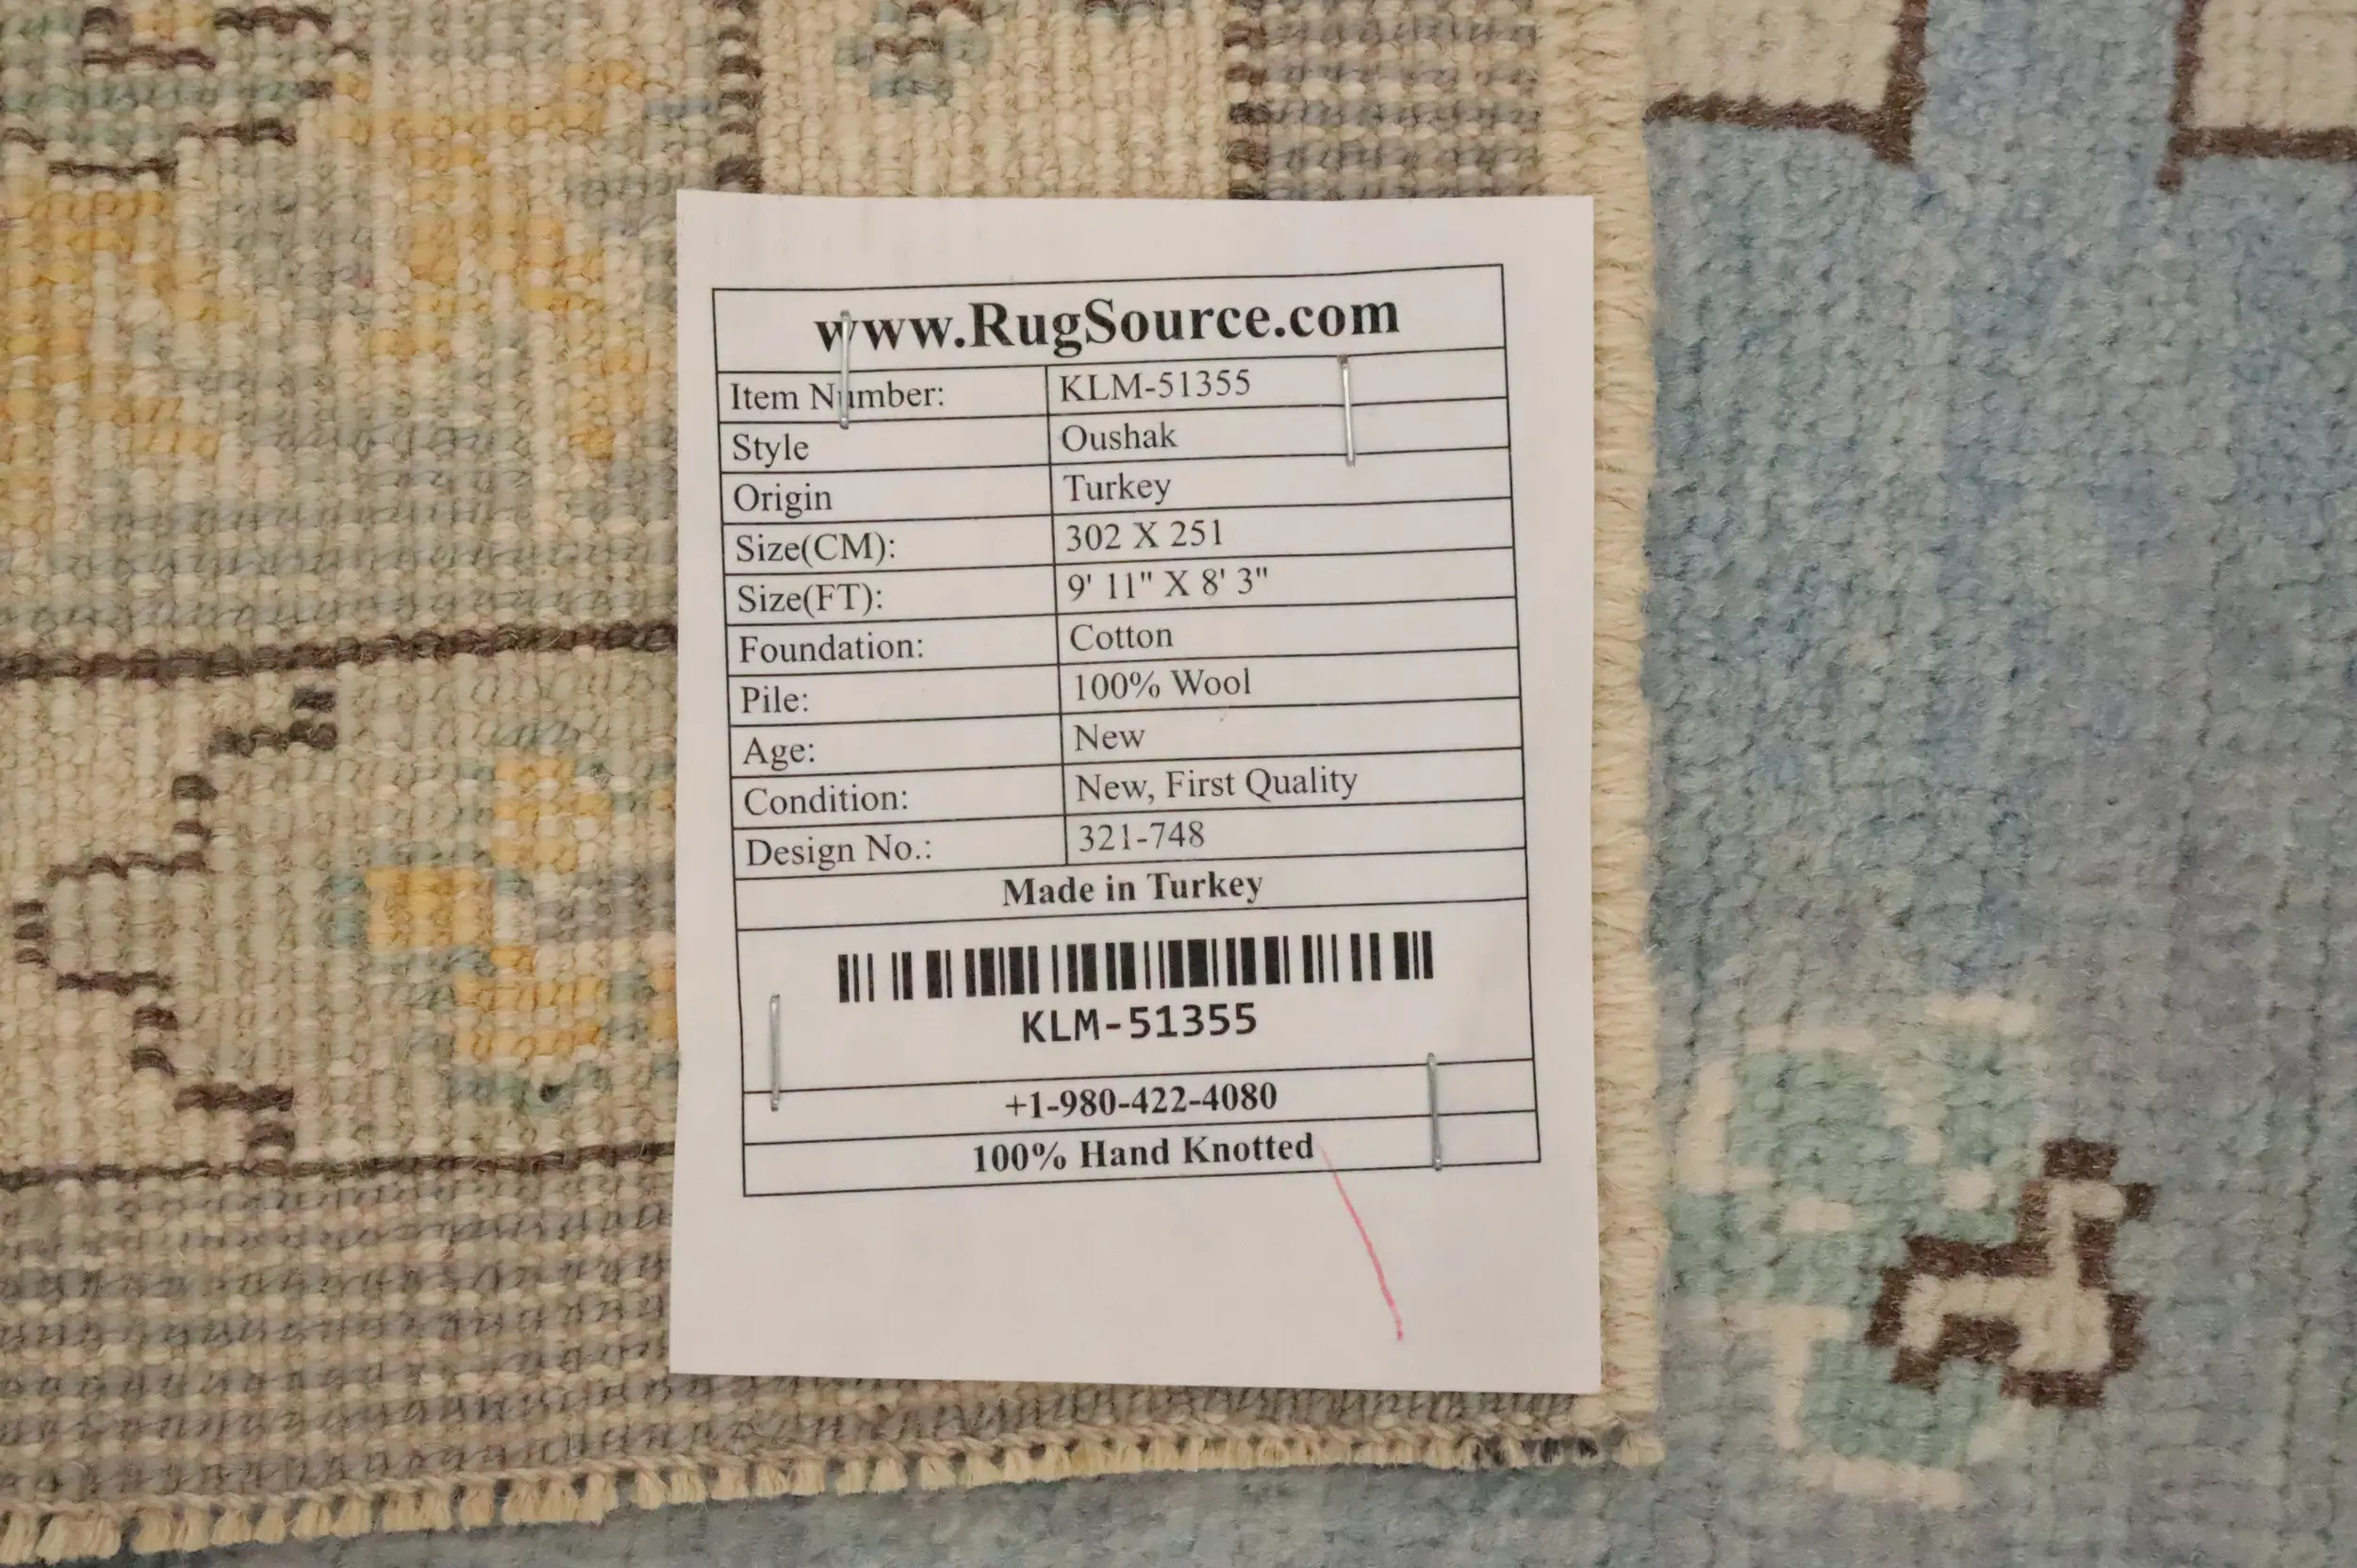 www.RugSource.com
Item Number: KLM-51355
Style Oushak
Origin Turkey
Size(CM): 302 X 251
Size(FT): 9' 11" X 8' 3"
Foundation: Cotton
Pile: 100% Wool
Age: New
Condition: New, First Quality
Design No.: 321-748
Made in Turkey
KLM-51355
+1-980-422-4080
100% Hand Knotted